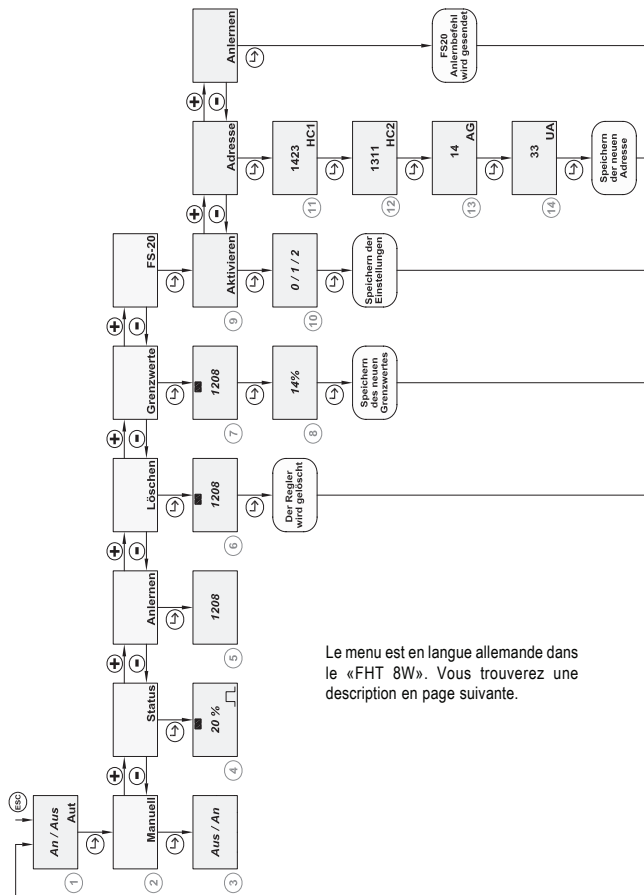 ESC
An / Aus
Aut
1
Manuell
2
Aus / An
3
+
-
Status
20 %
4
+
-
Anlernen
1208
5
+
-
Löschen
1208
6
Der Regler
wird gelöscht
+
-
Grenzwerte
1208
7
14%
8
Speichern
des neuen
Grenzwertes
+
-
FS-20
Aktivieren
9
0 / 1 / 2
10
Speichern der
Einstellungen
+
-
Adresse
1423
HC1
11
1311
HC2
12
14
AG
13
33
UA
14
Speichern
der neuen
Adresse
+
-
Anlernen
FS20
Anlernbefehl
wird gesendet
Le menu est en langue allemande dans
le «FHT 8W». Vous trouverez une
description en page suivante.